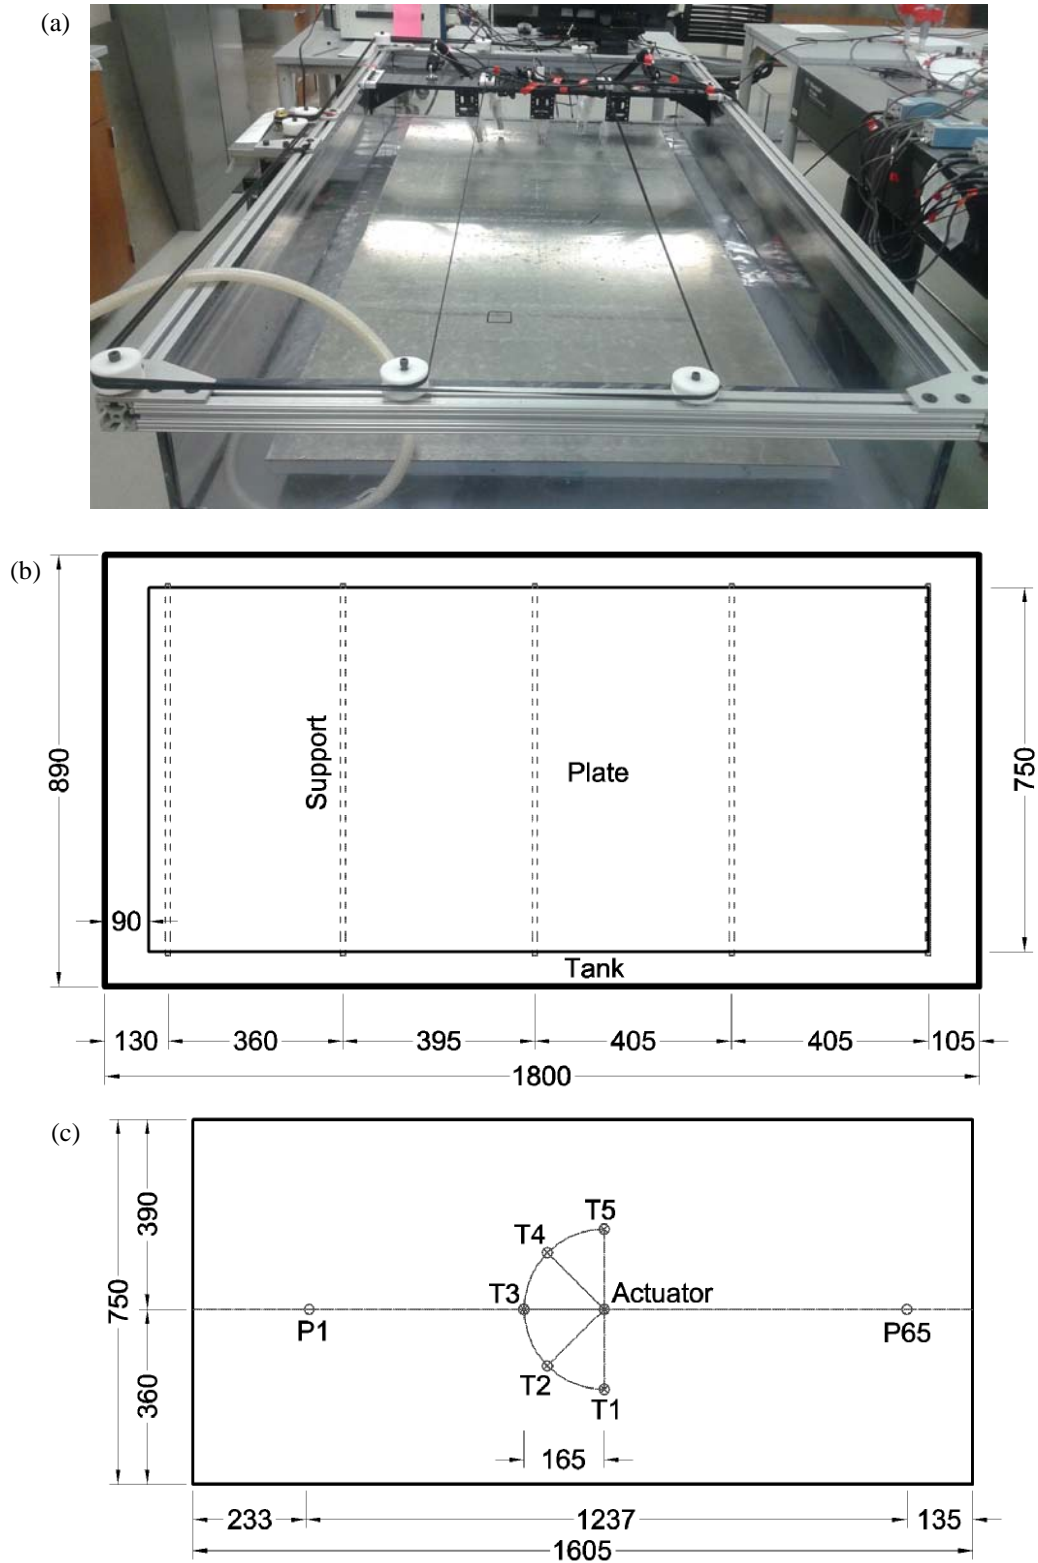 (a)
(b)
890
Support
Plate
750
90
Tank
130 360 395 405 405 105
1800
(c)
750
390
360
T5
T4
T3
Actuator
P1
P65
T2
T1
165
233 1237 135
1605